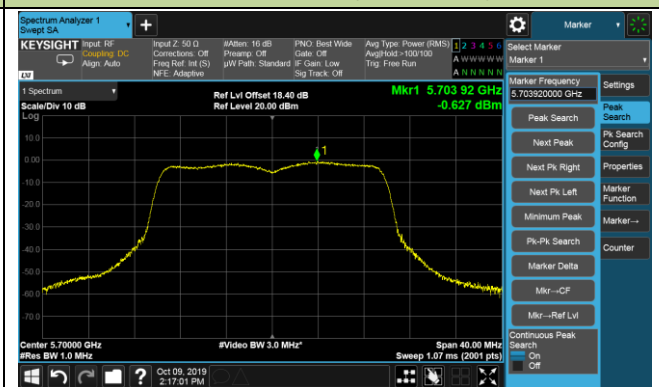 Spectrum Analyzer 1
Swept SA
+
Marker
KEYSIGHT
Input: RF
Coupling: DC
Align: Auto
Input Z: 50 Ω
Corrections: Off
Freq Ref: Int (S)
NFE: Adaptive
#Atten: 16 dB
Preamp: Off
µW Path: Standard
PNO: Best Wide
Gate: Off
IF Gain: Low
Sig Track: Off
Avg Type: Power (RMS)
Avg|Hold:>100/100
Trig: Free Run
1 2 3 4 5 6
A W W W W W
A N N N N N
LXI
Select Marker
Marker 1
1 Spectrum
Scale/Div 10 dB
Log
Ref Lvl Offset 18.40 dB
Ref Level 20.00 dBm
Mkr1 5.703 92 GHz
-0.627 dBm
10.0
0.00
-10.0
-20.0
-30.0
-40.0
-50.0
-60.0
-70.0
1
Center 5.70000 GHz
#Res BW 1.0 MHz
#Video BW 3.0 MHz*
Span 40.00 MHz
Sweep 1.07 ms (2001 pts)
Marker Frequency
5.703920000 GHz
Peak Search
Next Peak
Next Pk Right
Next Pk Left
Minimum Peak
Pk-Pk Search
Marker Delta
Mkr→CF
Mkr→Ref Lvl
Continuous Peak
Search
On
Off
Settings
Peak
Search
Pk Search
Config
Properties
Marker
Function
Marker→
Counter
?
Oct 09, 2019
2:17:01 PM